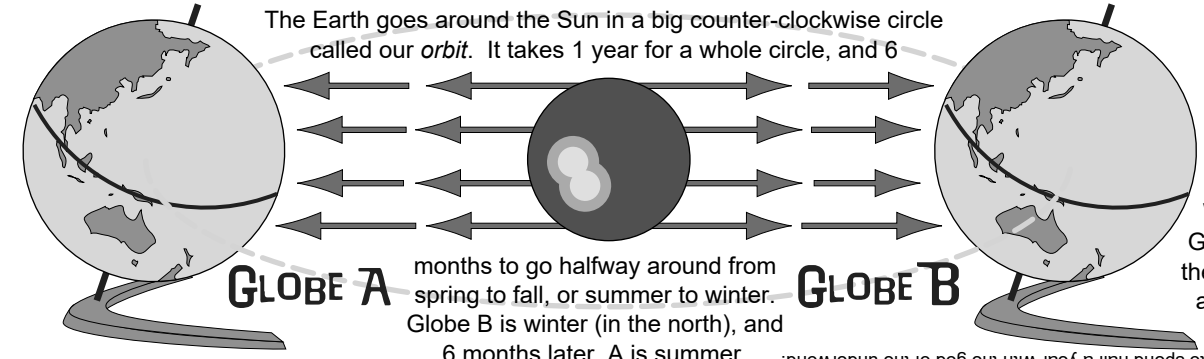 The Earth goes around the Sun in a big counter-clockwise circle
called our orbit. It takes 1 year for a whole circle, and 6
GLOBE A
months to go halfway around from
spring to fall, or summer to winter.
Globe B is winter (in the north), and
6 months later, A is summer
GLOBE B
G
the
a